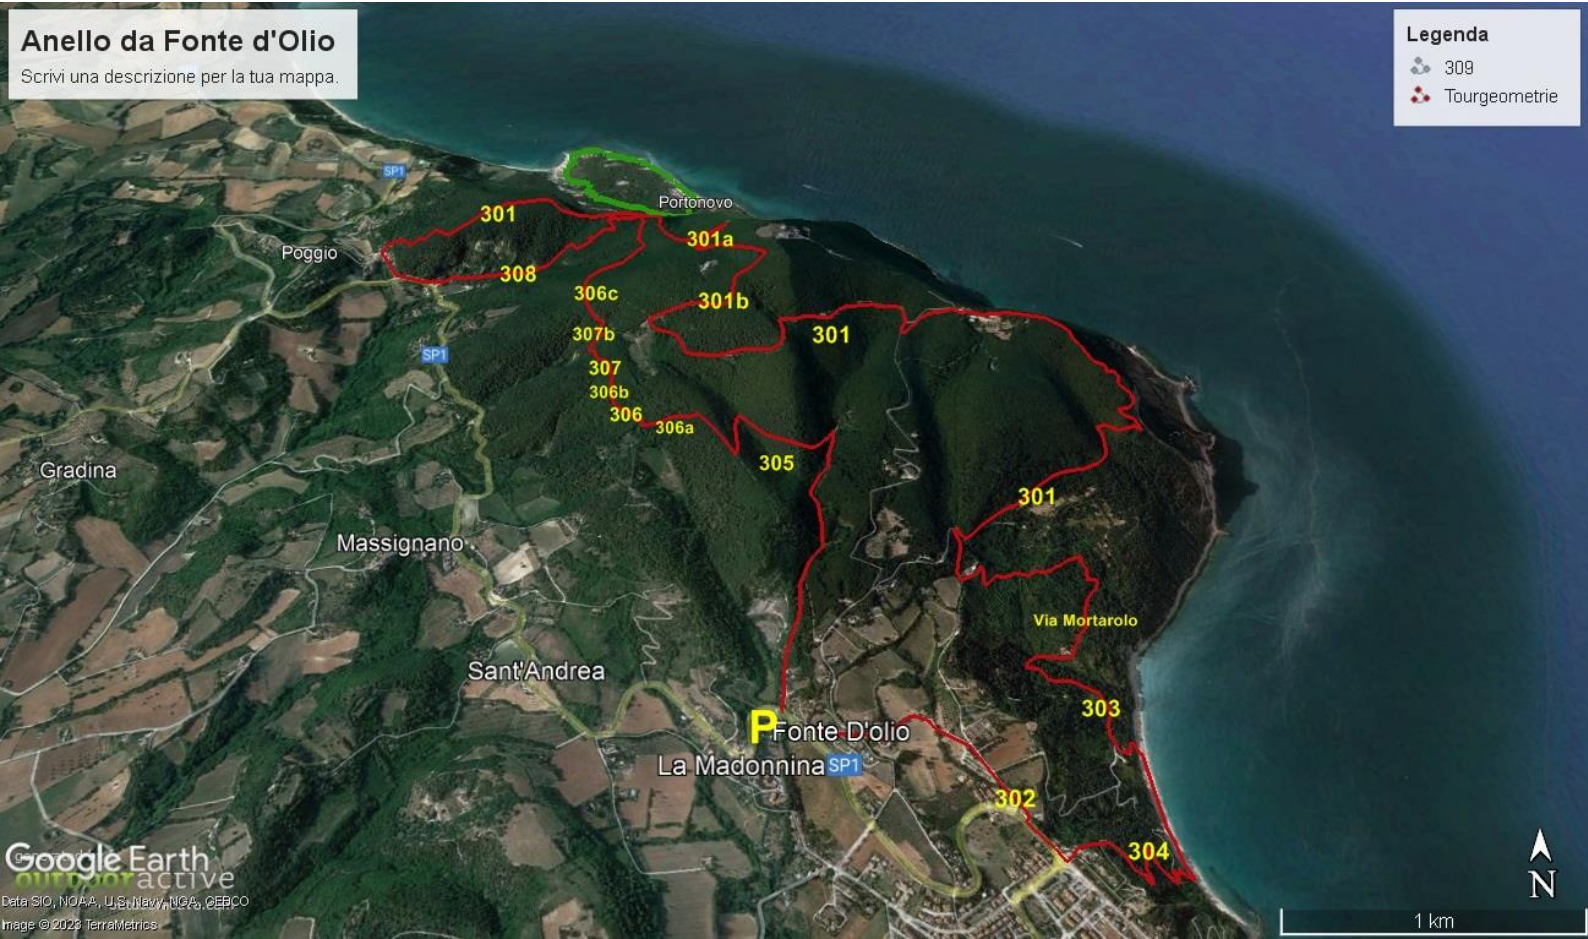 Anello da Fonte d'Olio
Scrivi una descrizione per la tua mappa.
Legenda
309
Tourgeometrie
SP1
Portonovo
301
301a
Poggio
308
306c
301b
307b
301
SP1
307
306b
306
306a
305
Gradina
301
Massignano
Via Mortarolo
Sant'Andrea
303
P
Fonte D'olio
La Madonnina
SP1
302
304
Google Earth
outdooractive
Data SIO, NOAA, U.S. Navy, NGA, GEBCO
Image © 2023 TerraMetrics
N
1 km